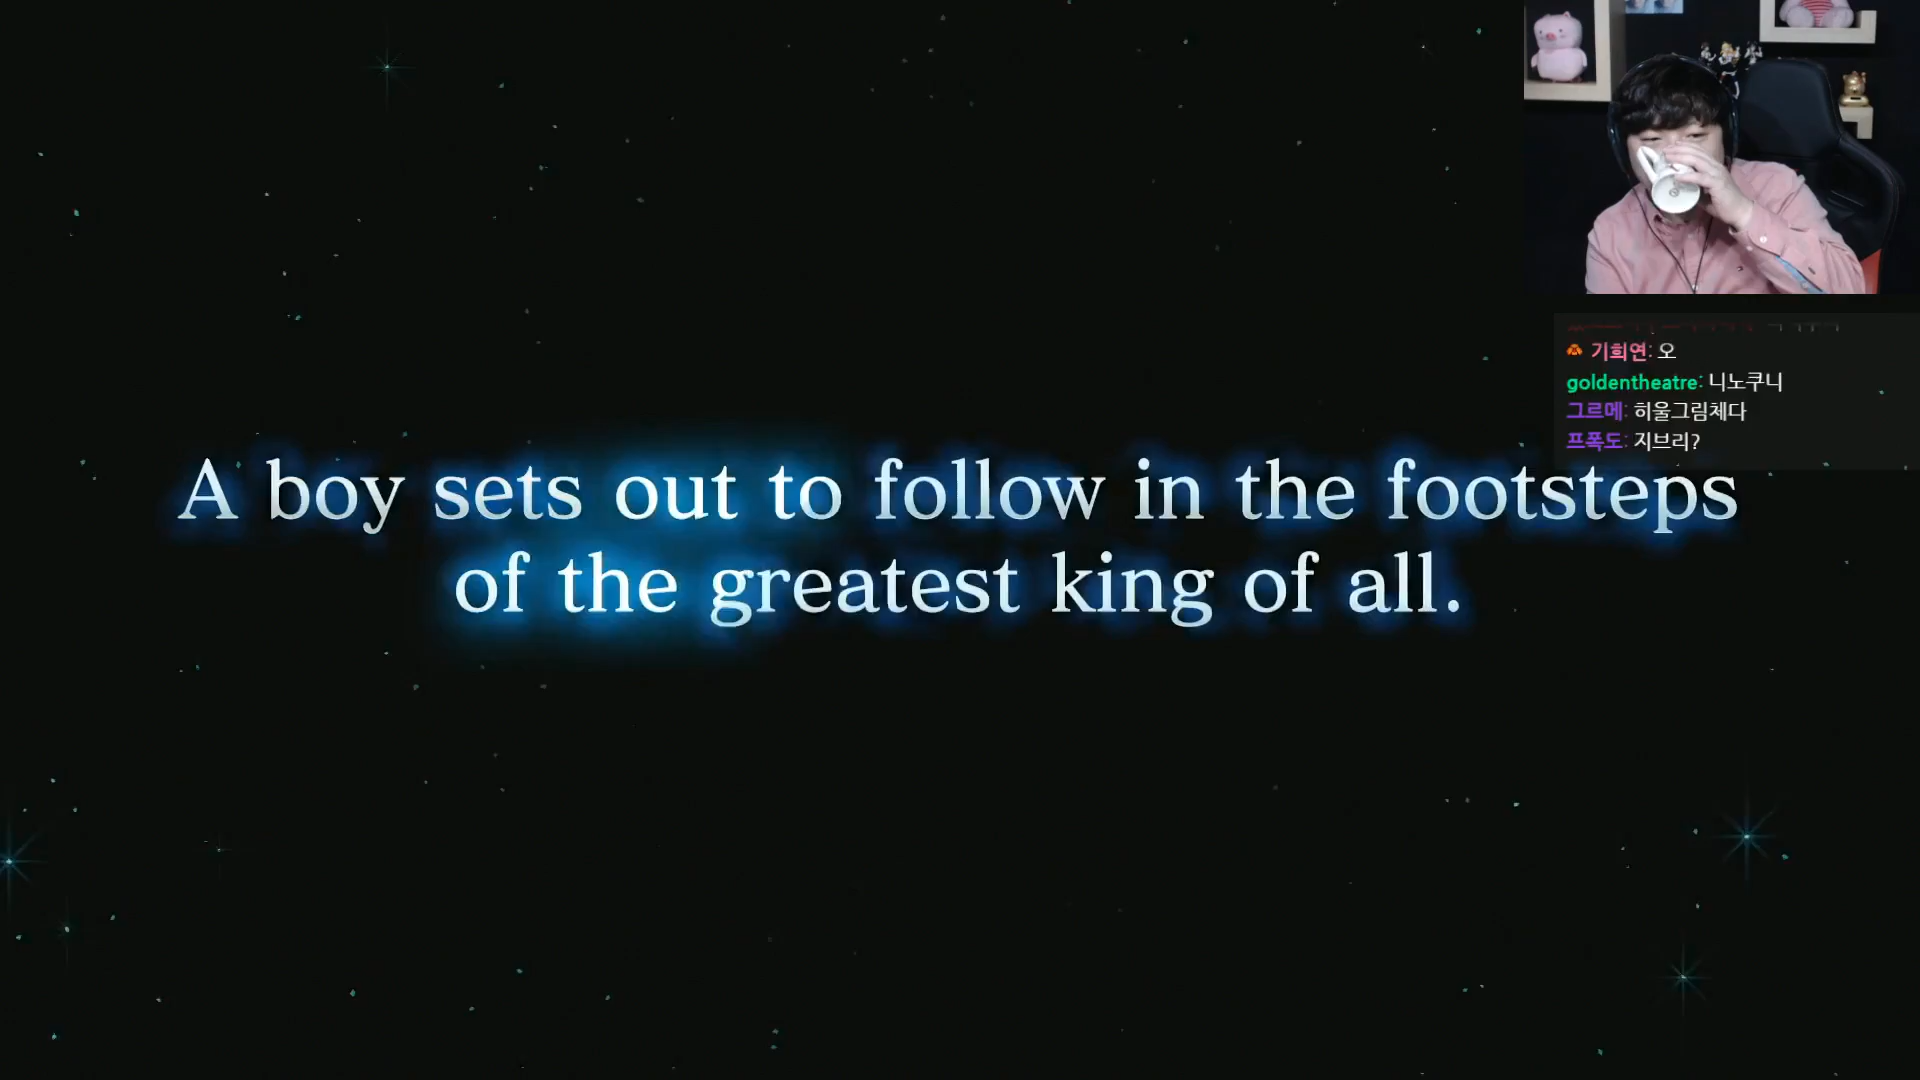 기희연: 오
goldentheatre: 니노쿠니
그르메: 히울그림체다
프폭도: 지브리?
A boy sets out to follow in the footsteps
of the greatest king of all.